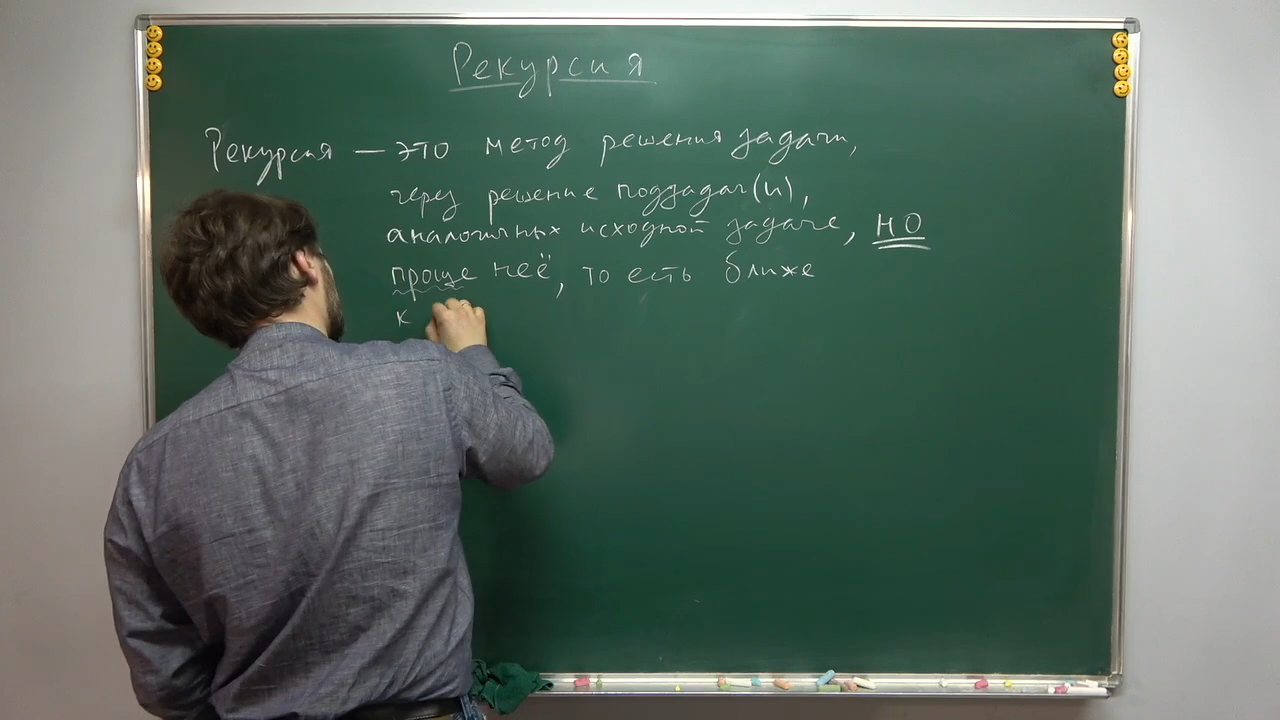 Рекурсия
Рекурсия — это метод решения задачи,
через решение подзадач(и),
аналогичных исходной задаче, НО
проще неё, то есть ближе
к